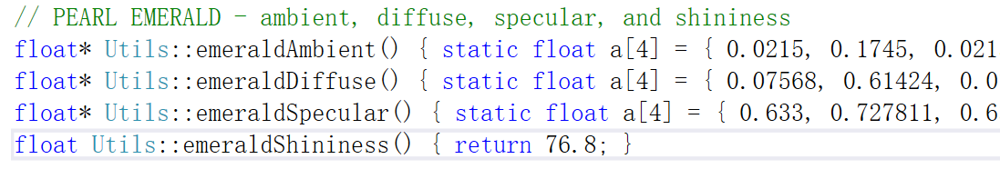 // PEARL EMERALD - ambient, diffuse, specular, and shininess
float* Utils::emeraldAmbient() { static float a[4] = { 0.0215, 0.1745, 0.021
float* Utils::emeraldDiffuse() { static float a[4] = { 0.07568, 0.61424, 0.0
float* Utils::emeraldSpecular() { static float a[4] = { 0.633, 0.727811, 0.6
float Utils::emeraldShininess() { return 76.8; }